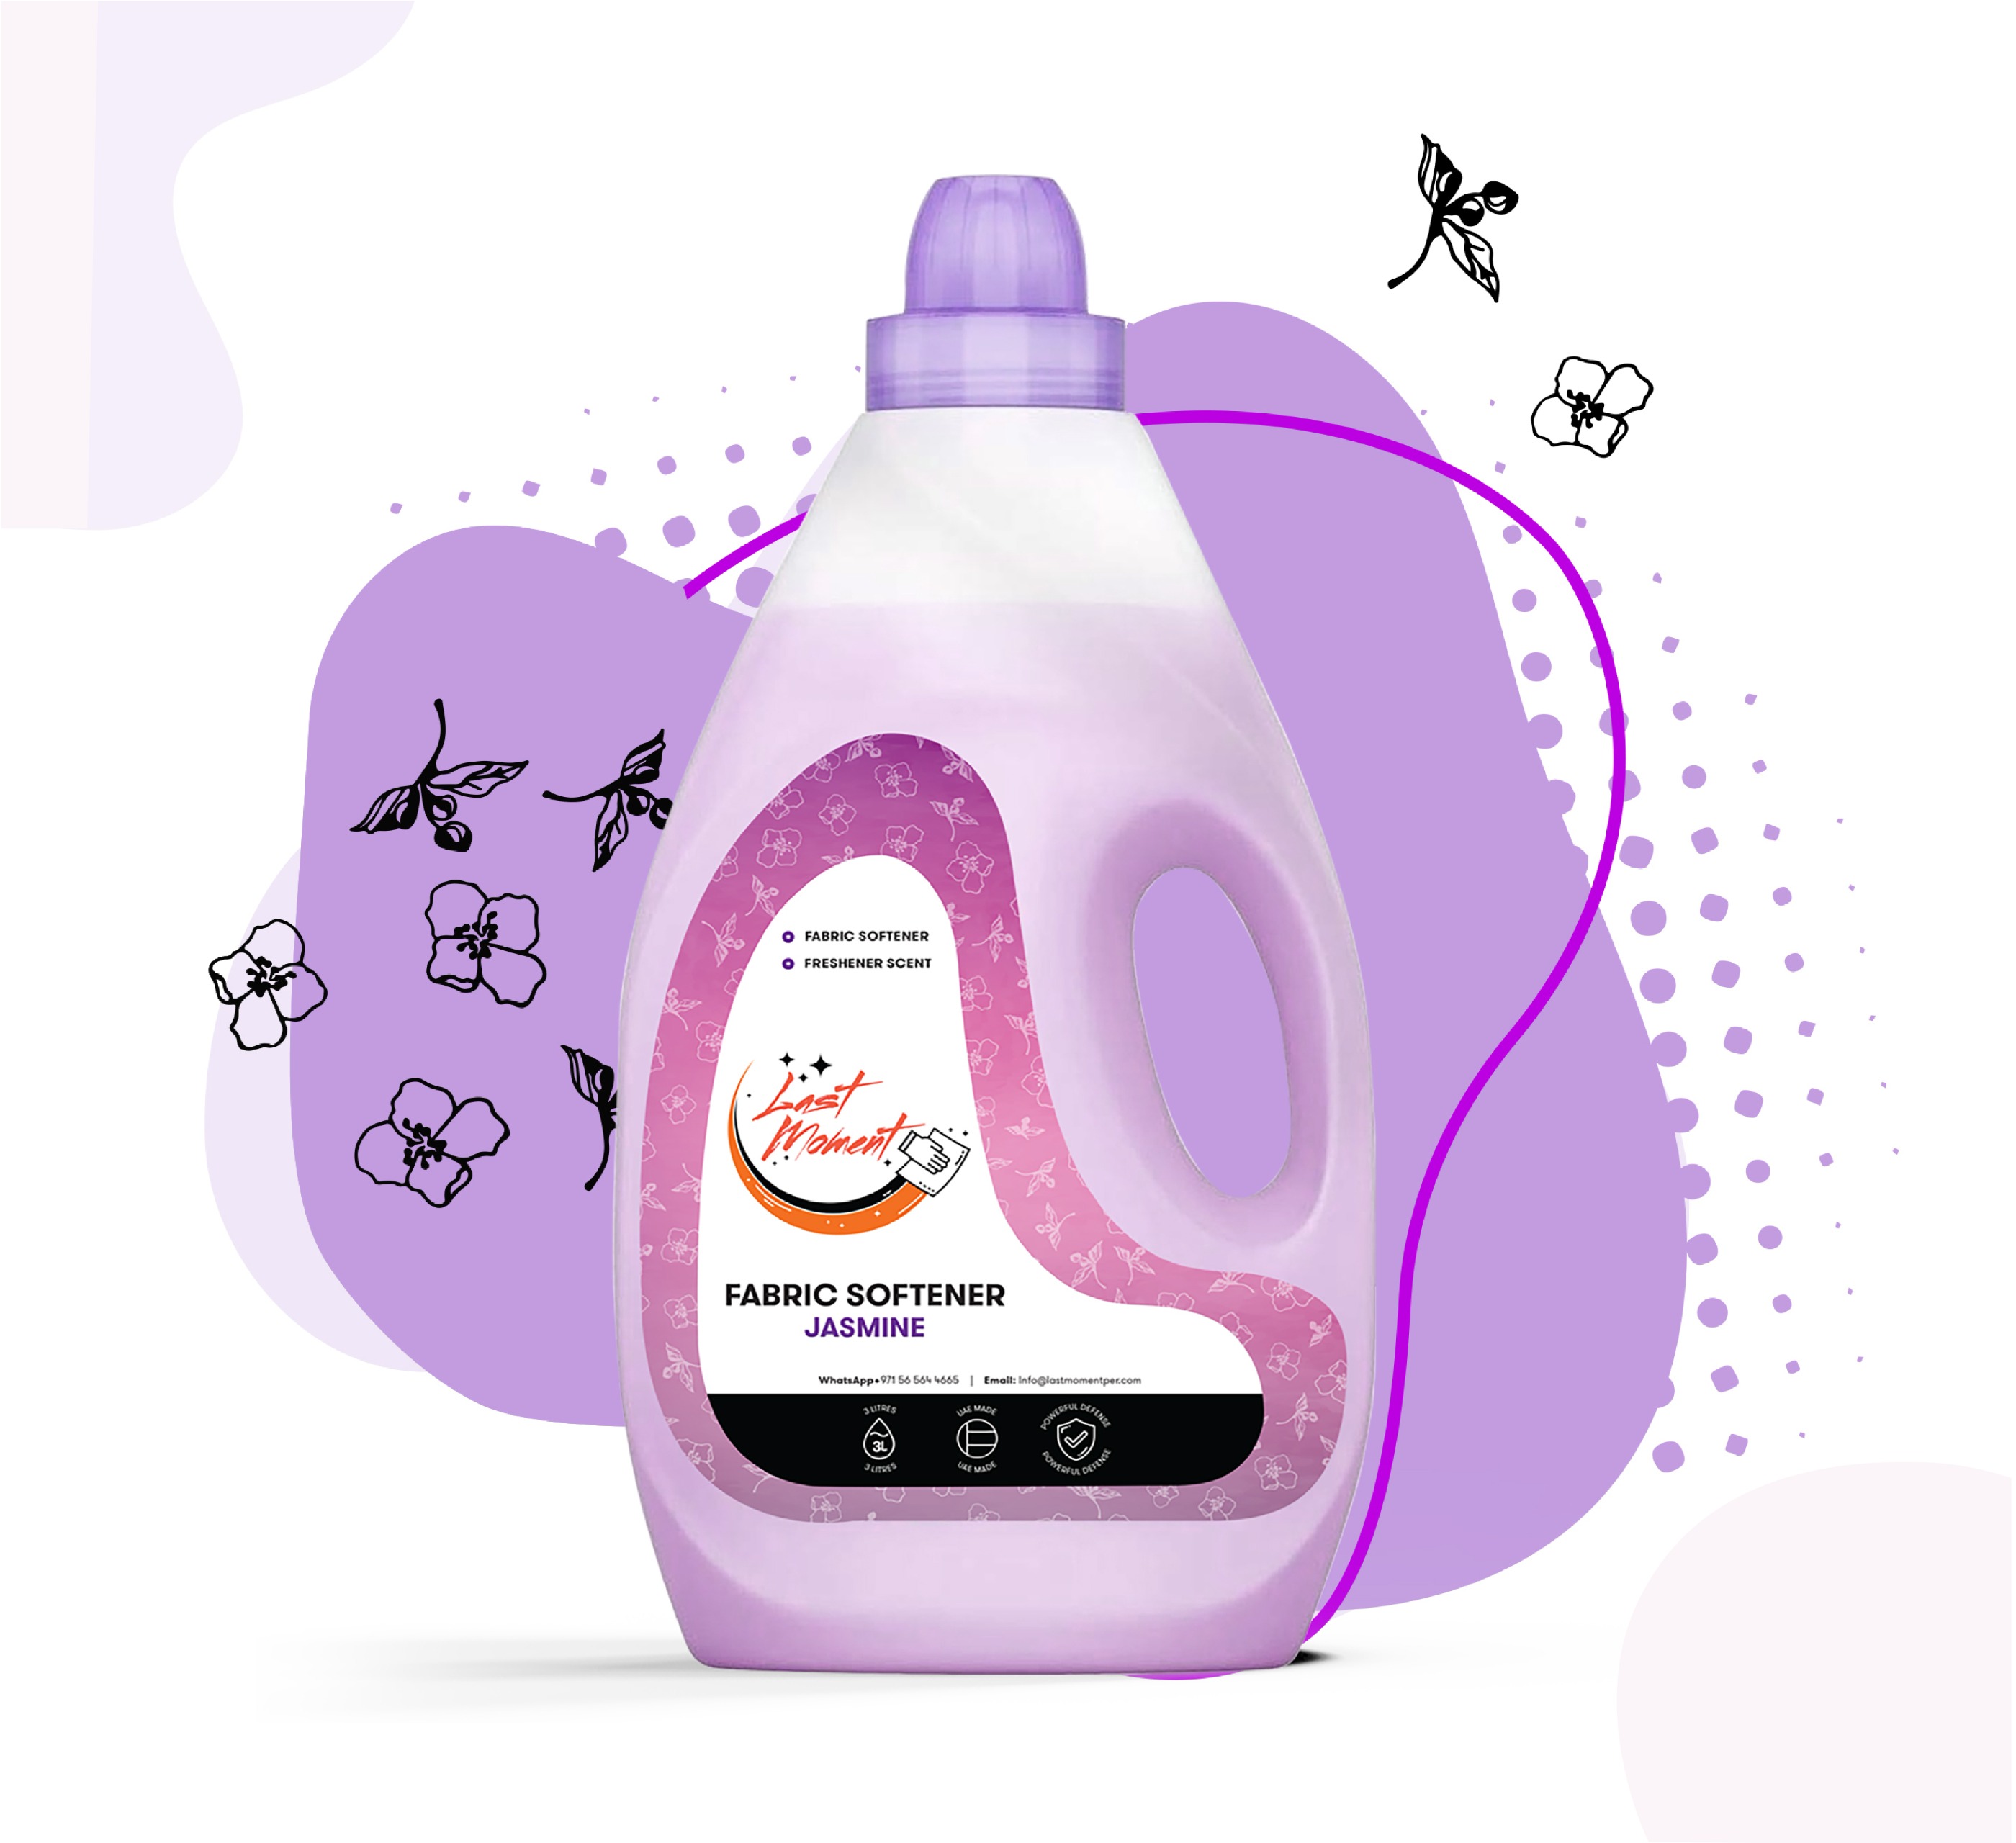 FABRIC SOFTENER
FRESHENER SCENT
Last
Moment
FABRIC SOFTENER
JASMINE
WhatsApp+971 56 564 4665 | Email: Info@lastmomentper.com
3 LITRES
3L
3 LITRES
UAE MADE
UAE MADE
POWERFUL DEFENSE
POWERFUL DEFENSE